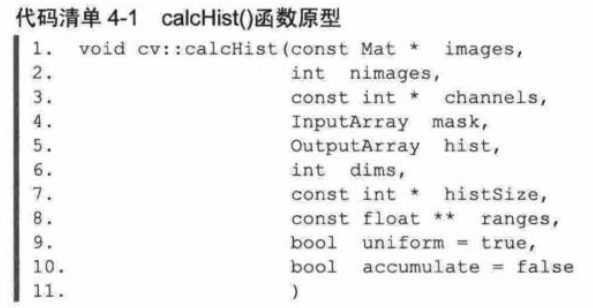 代码清单 4-1 calcHist()函数原型
1. void cv::calcHist(const Mat * images,
2. int nimages,
3. const int * channels,
4. InputArray mask,
5. OutputArray hist,
6. int dims,
7. const int * histSize,
8. const float ** ranges,
9. bool uniform = true,
10. bool accumulate = false
11. )